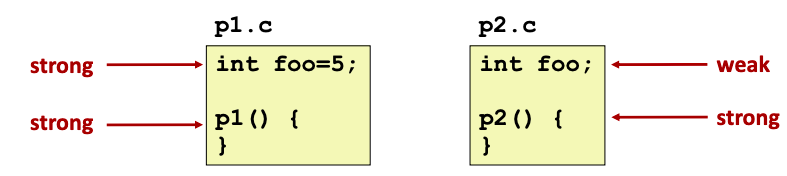 p1.c
p2.c
strong
int foo=5;
int foo;
weak
strong
p1() {
p2() {
strong
}
}